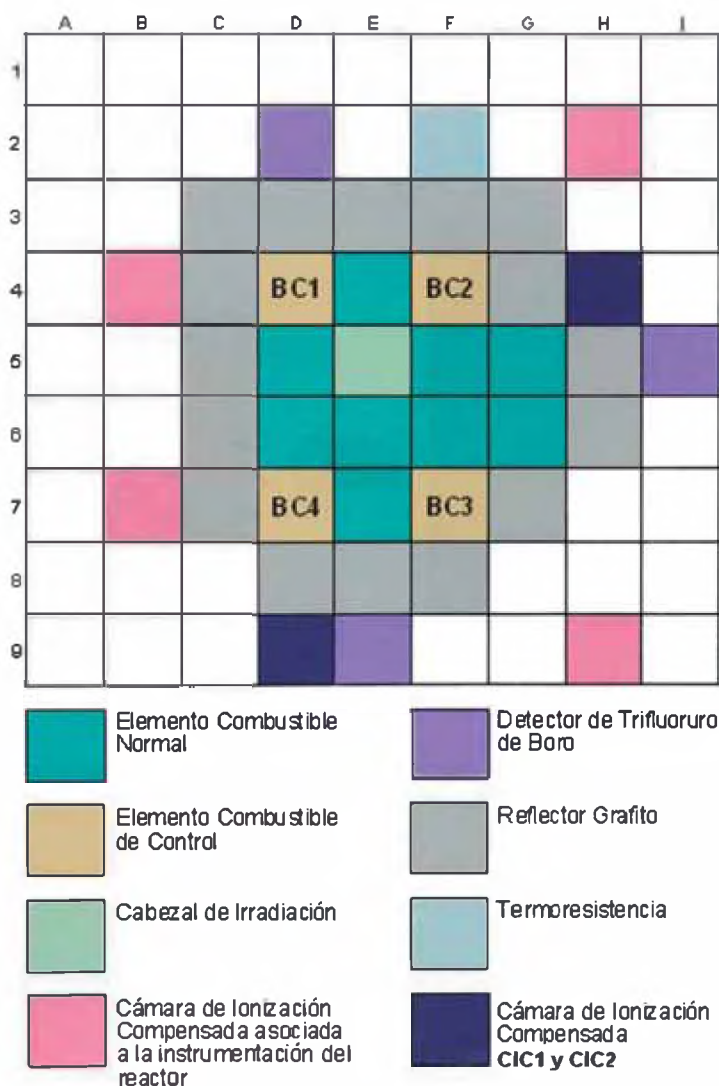 A B C D E F G H I
1
2
3
4 BC1 BC2
5
6
7 BC4 BC3
8
9
Elemento Combustible
Normal
Detector de Trifluoruro
de Boro
Elemento Combustible
de Control
Reflector Grafito
Cabezal de Irradiación
Termoresistencia
Cámara de Ionización
Compensada asociada
a la instrumentación del
reactor
Cámara de Ionización
Compensada
CIC1 y CIC2